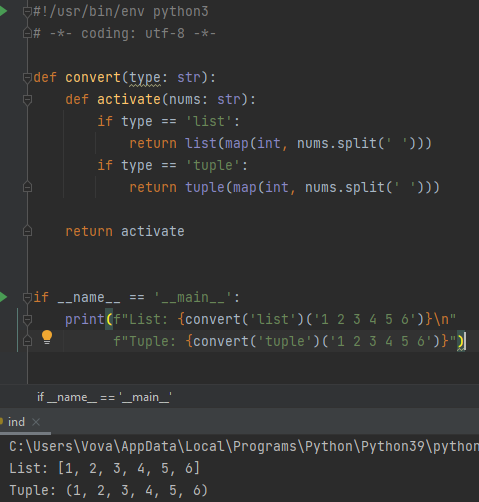 #!/usr/bin/env python3
# -*- coding: utf-8 -*-
def convert(type: str):
    def activate(nums: str):
        if type == 'list':
            return list(map(int, nums.split(' ')))
        if type == 'tuple':
            return tuple(map(int, nums.split(' ')))
    return activate
if __name__ == '__main__':
    print(f"List: {convert('list')('1 2 3 4 5 6')}\n"
          f"Tuple: {convert('tuple')('1 2 3 4 5 6')}")
if __name__ == '__main__'
ind ×
C:\Users\Vova\AppData\Local\Programs\Python\Python39\python
List: [1, 2, 3, 4, 5, 6]
Tuple: (1, 2, 3, 4, 5, 6)